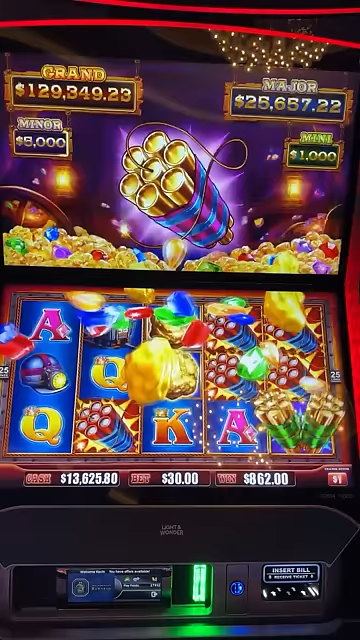 GRAND
$129,349.23
MAJOR
$25,657.22
MINOR
$5,000
MINI
$1,000
A
Q
Q
K
A
25
25
CASH $13,625.80 BET $30.00 WIN $862.00
$1
LIGHT &
WONDER
INSERT BILL
RECEIVE TICKET